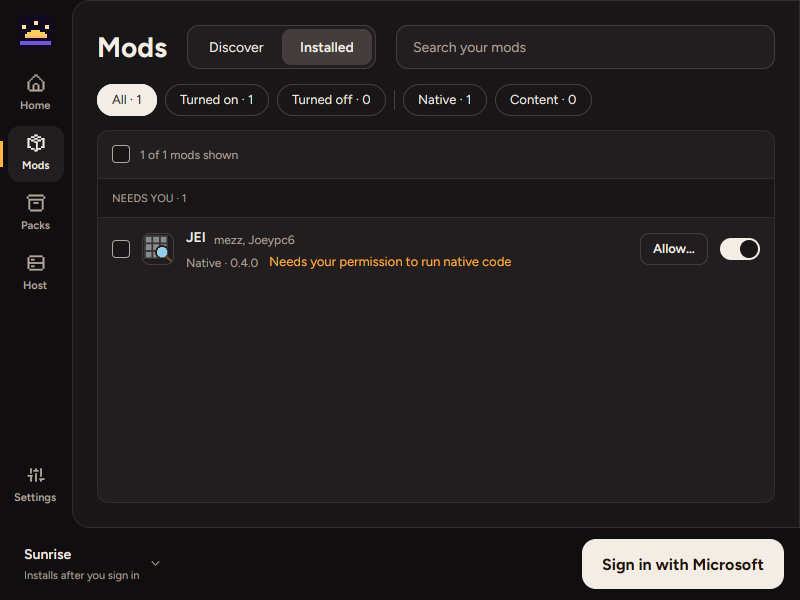 Mods
Discover
Installed
Search your mods
All · 1
Turned on · 1
Turned off · 0
Native · 1
Content · 0
1 of 1 mods shown
NEEDS YOU · 1
JEI mezz, Joeypc6
Native · 0.4.0 Needs your permission to run native code
Allow...
Home
Mods
Packs
Host
Settings
Sunrise
Installs after you sign in
Sign in with Microsoft